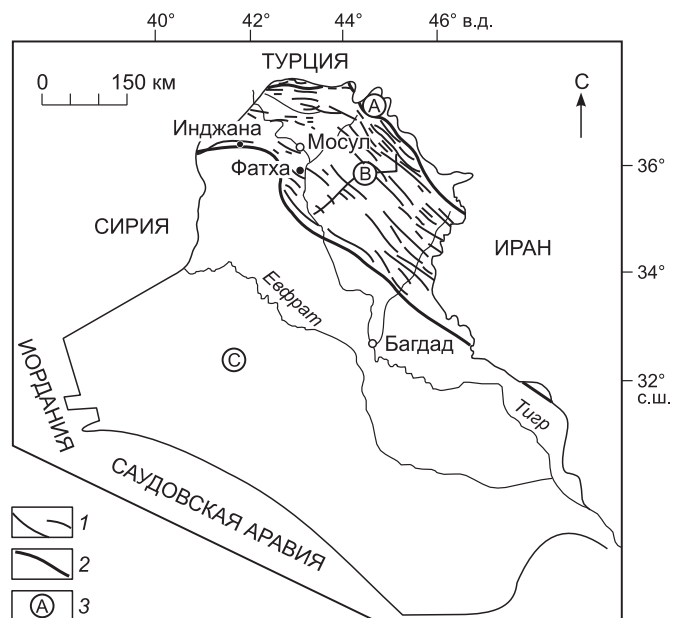 40° 42° 44° 46° в.д.
ТУРЦИЯ
0 150 км
С
A
Инджана
Мосул
Фатха
B
36°
СИРИЯ
ИРАН
34°
Евфрат
Багдад
C
32°
с.ш.
ИОРДАНИЯ
Тигр
САУДОВСКАЯ АРАВИЯ
1
2
A 3